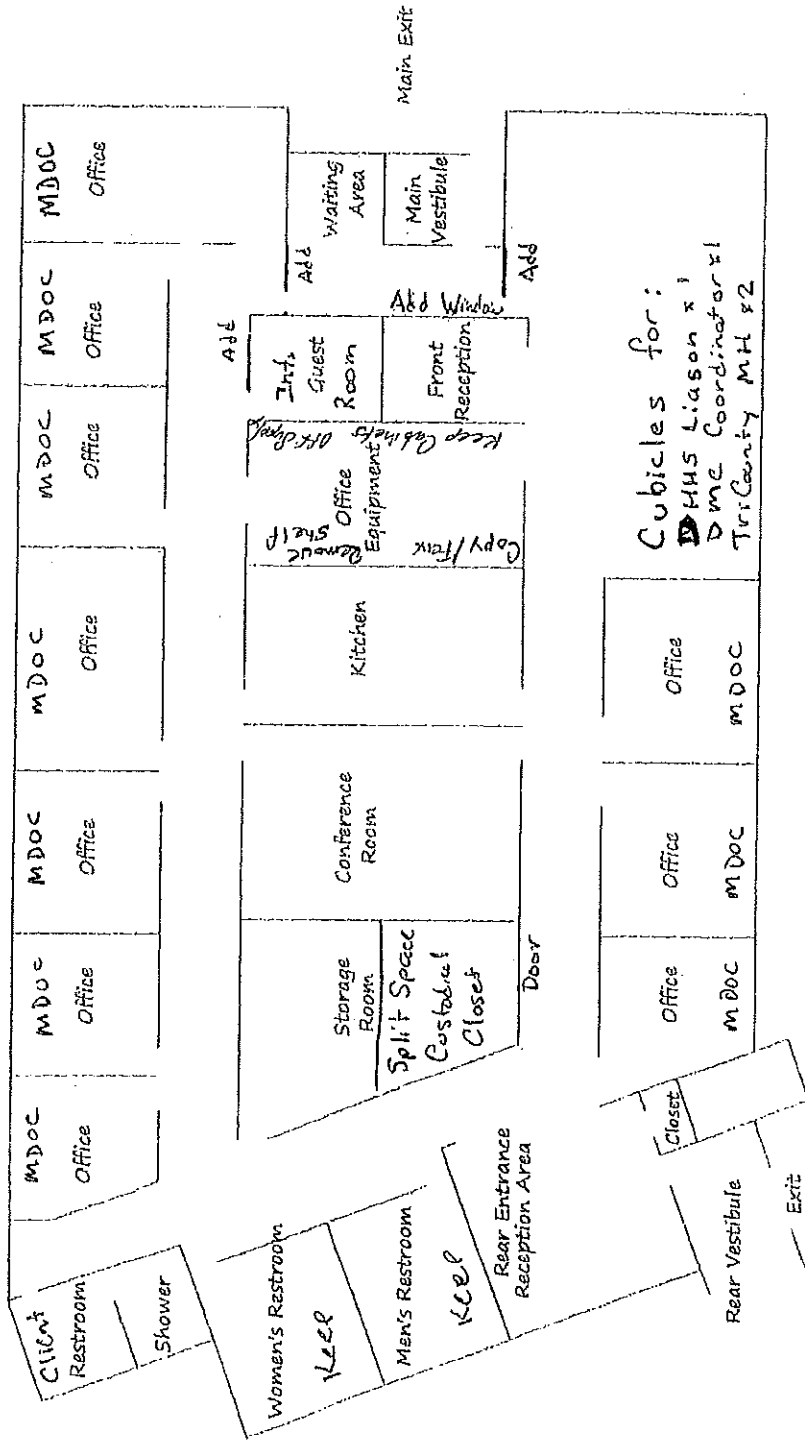 MDOC
Office
MDOC
Office
MDOC
Office
MDOC
Office
MDOC
Office
MDOC
Office
MDOC
Office
Client
Restroom
Shower
Women's Restroom
Keep
Men's Restroom
Keep
Rear Entrance
Reception Area
Storage
Room
Split Space
Custodial
Closet
Door
Conference
Room
Kitchen
Office
Equipment
Remove
Shelf
Copy/Fax
Keep Cabinets
Int.
Guest
Room
Front
Reception
Add Window
Add
Add
Add
Waiting
Area
Main
Vestibule
Main Exit
Office
MDOC
Office
MDOC
Office
MDOC
Cubicles for:
DHHS Liason x1
DMC Coordinator x1
TriCounty MH x2
Closet
Rear Vestibule
Exit